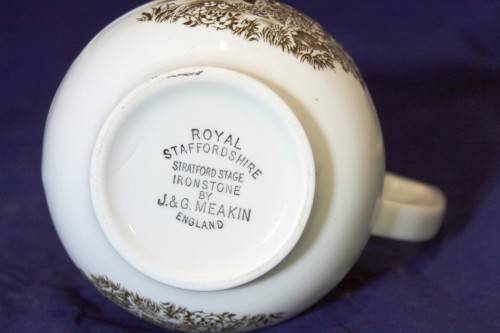 ROYAL
STAFFORDSHIRE
STRATFORD STAGE
IRONSTONE
BY
J.&G. MEAKIN
ENGLAND